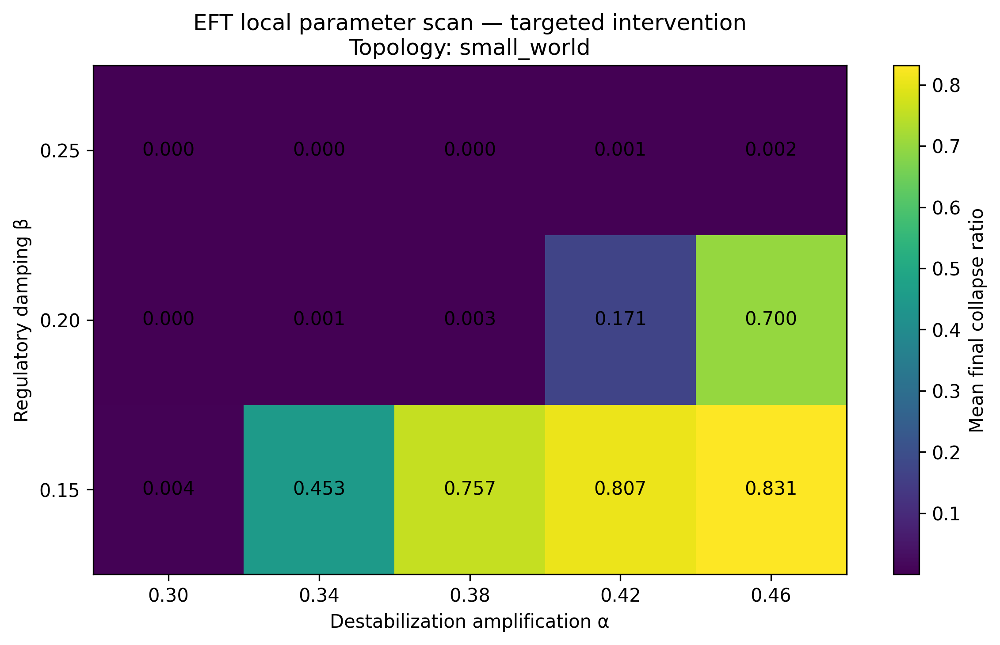 EFT local parameter scan — targeted intervention
Topology: small_world
Regulatory damping β
0.25
0.000 0.000 0.000 0.001 0.002
0.20
0.000 0.001 0.003 0.171 0.700
0.15
0.004 0.453 0.757 0.807 0.831
0.30 0.34 0.38 0.42 0.46
Destabilization amplification α
0.8
0.7
0.6
0.5
0.4
0.3
0.2
0.1
Mean final collapse ratio